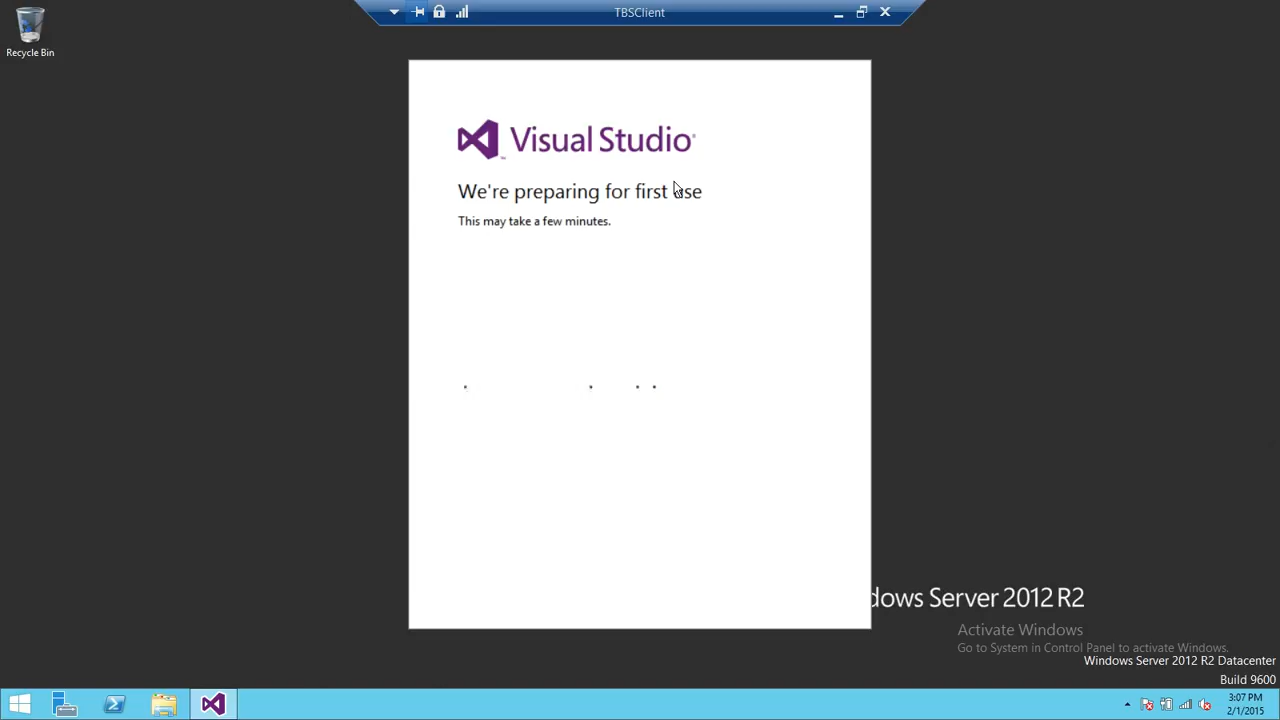 TBSClient
Recycle Bin
Visual Studio
We're preparing for first use
This may take a few minutes.
dows Server 2012 R2
Activate Windows
Go to System in Control Panel to activate Windows.
Windows Server 2012 R2 Datacenter
Build 9600
3:07 PM
2/1/2015